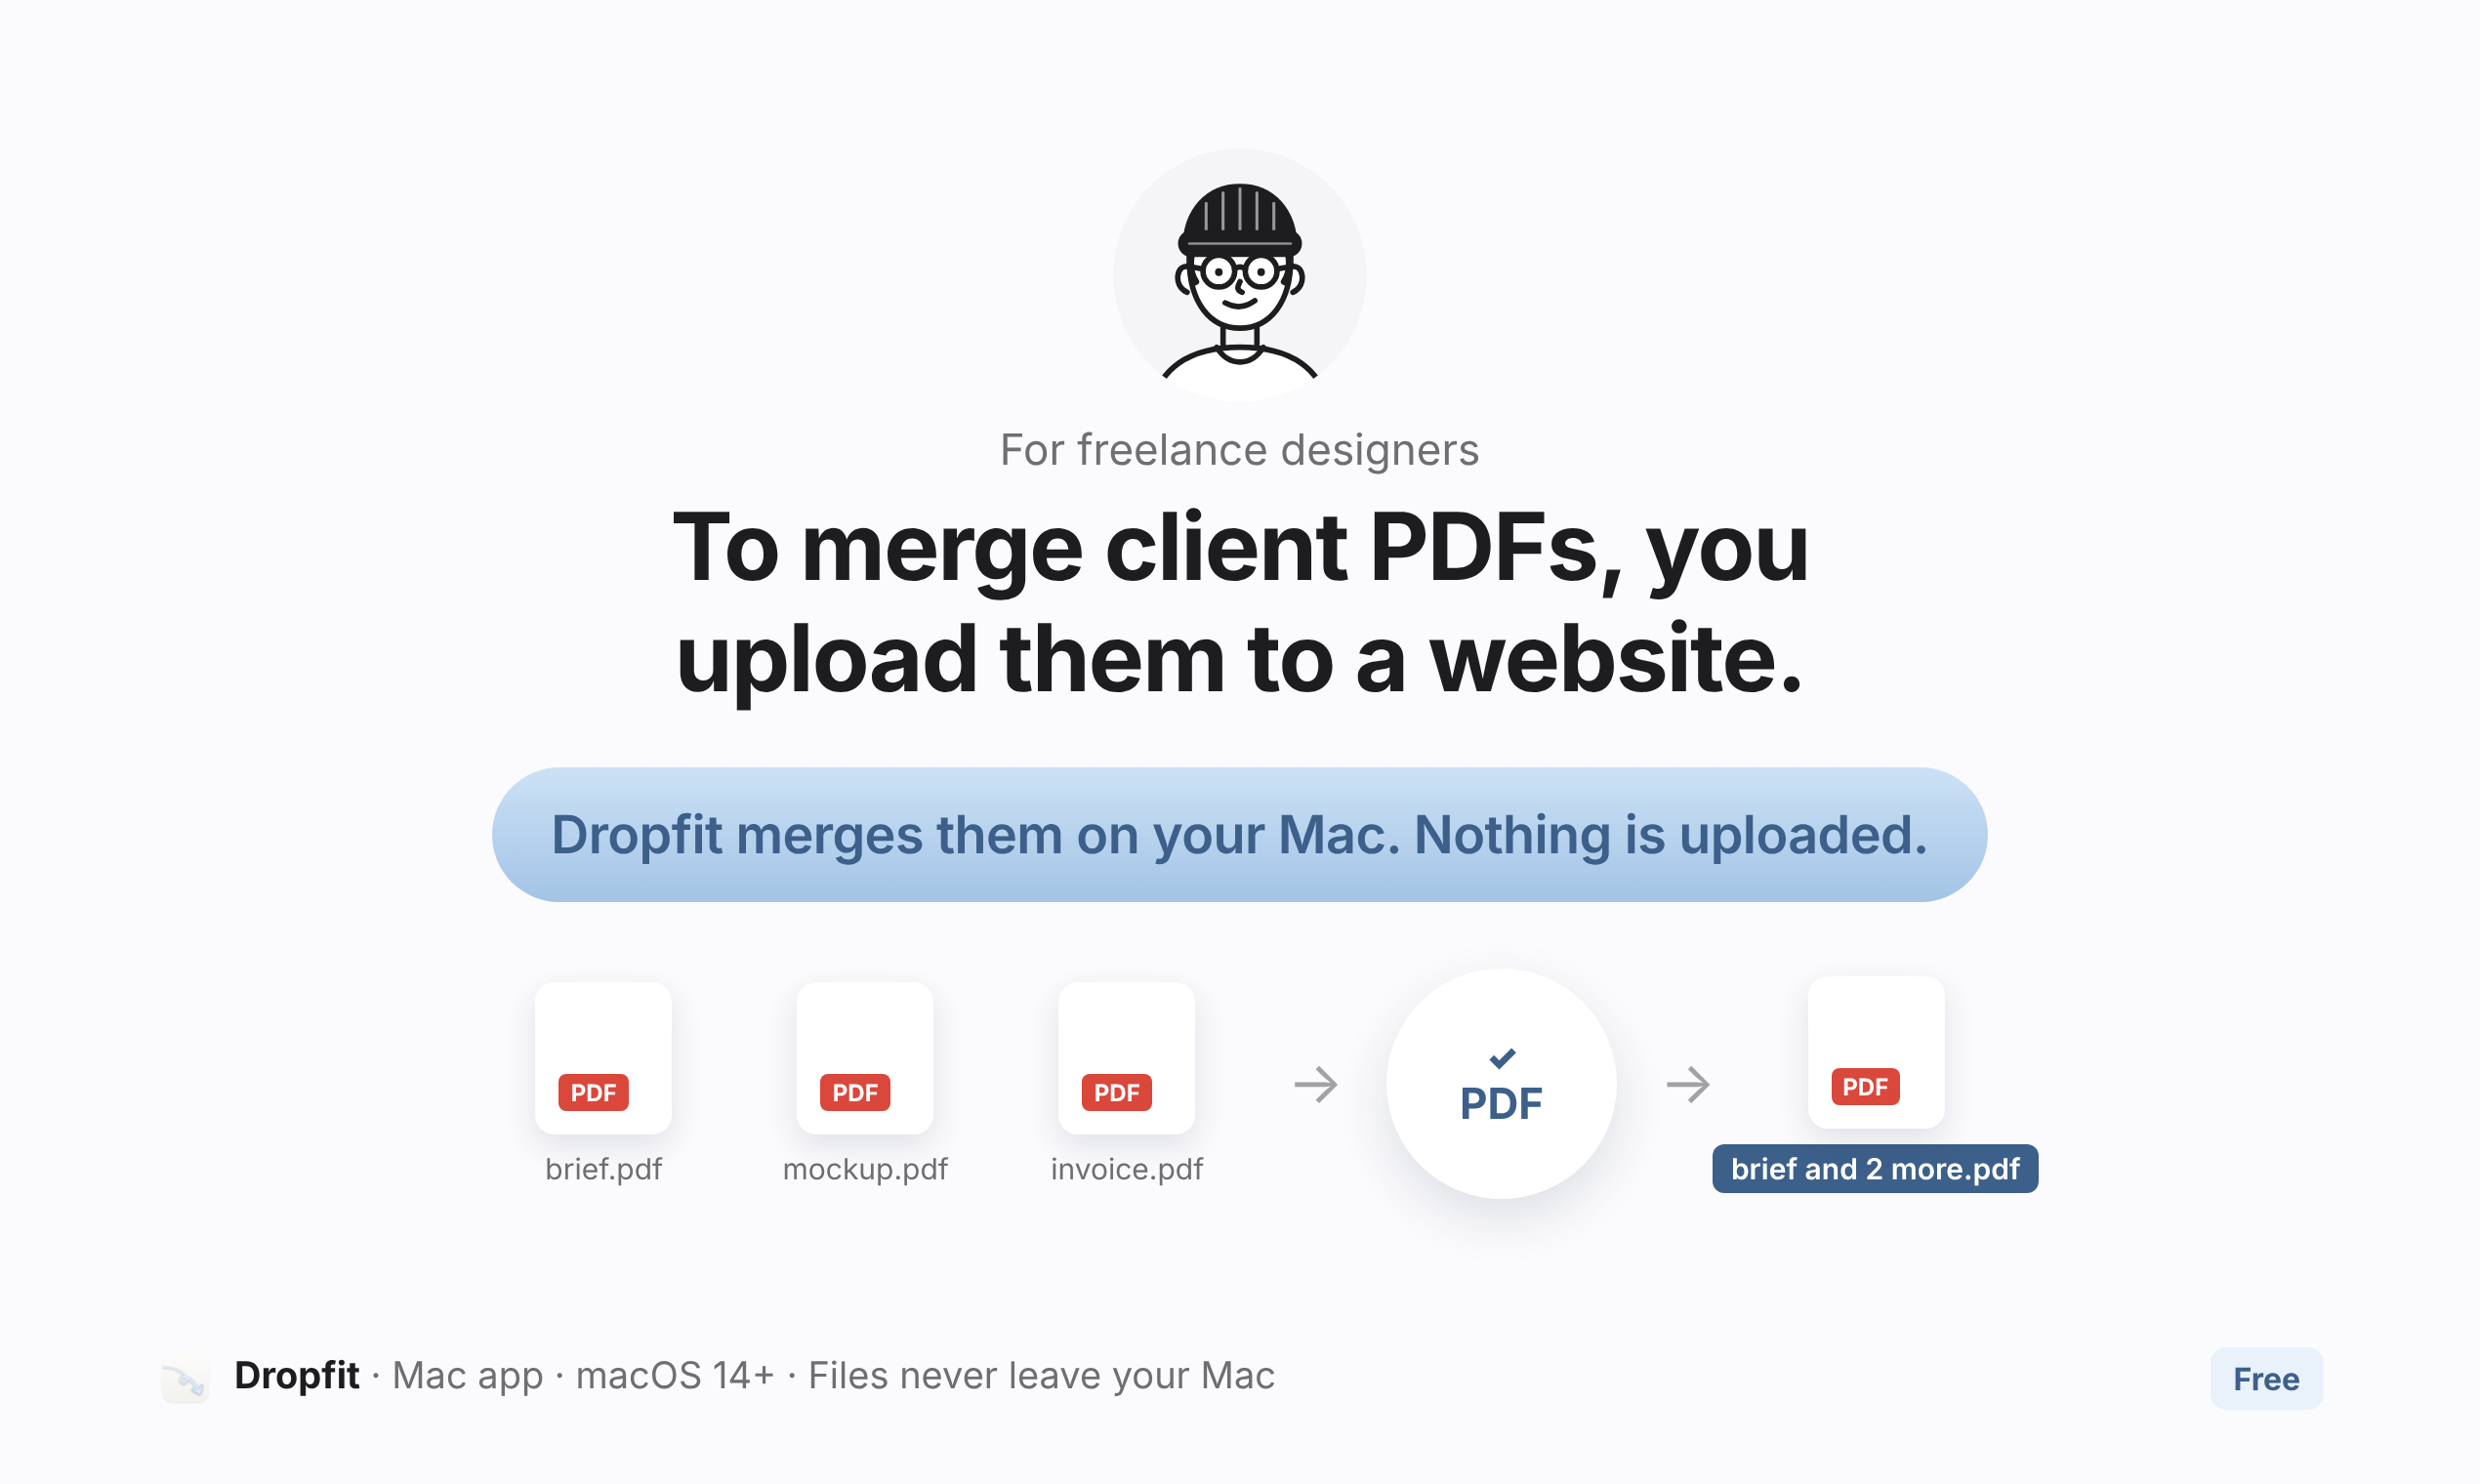 For freelance designers
To merge client PDFs, you
upload them to a website.
Dropfit merges them on your Mac. Nothing is uploaded.
PDF
PDF
PDF
PDF
PDF
brief.pdf
mockup.pdf
invoice.pdf
brief and 2 more.pdf
Dropfit · Mac app · macOS 14+ · Files never leave your Mac
Free